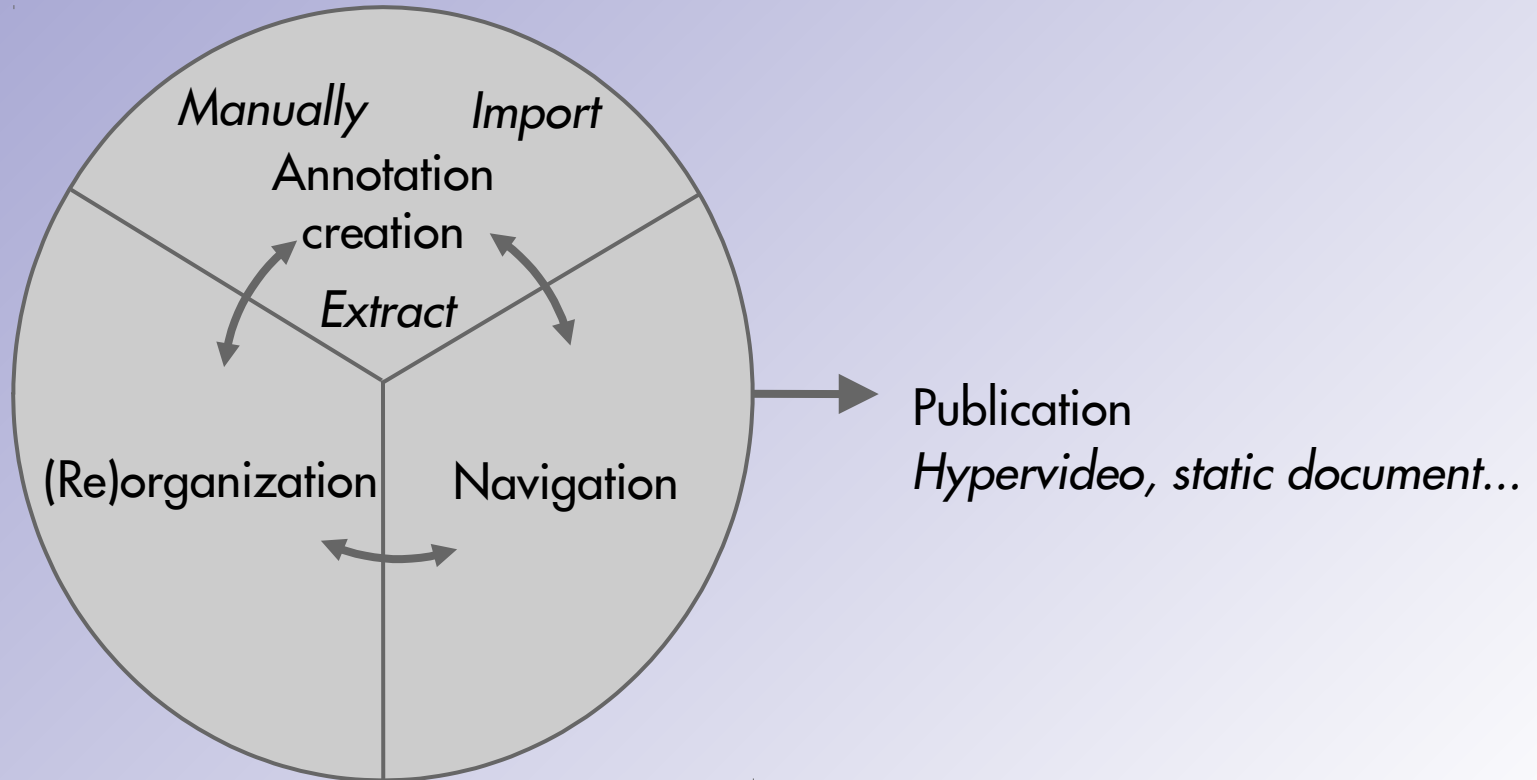 Manually Import
Annotation
creation
Extract
(Re)organization
Navigation
Publication
Hypervideo, static document...